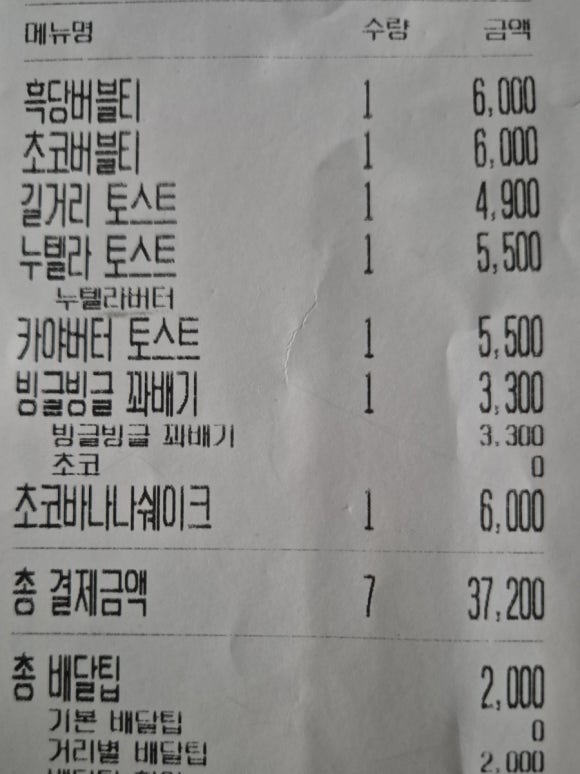 메뉴명 수량 금액
흑당버블티 1 6,000
초코버블티 1 6,000
길거리 토스트 1 4,900
누텔라 토스트 1 5,500
누텔라버터
카야버터 토스트 1 5,500
빙글빙글 꽈배기 1 3,300
빙글빙글 꽈배기 3,300
초코 0
초코바나나쉐이크 1 6,000
총 결제금액 7 37,200
총 배달팁 2,000
기본 배달팁 0
거리별 배달팁 2,000